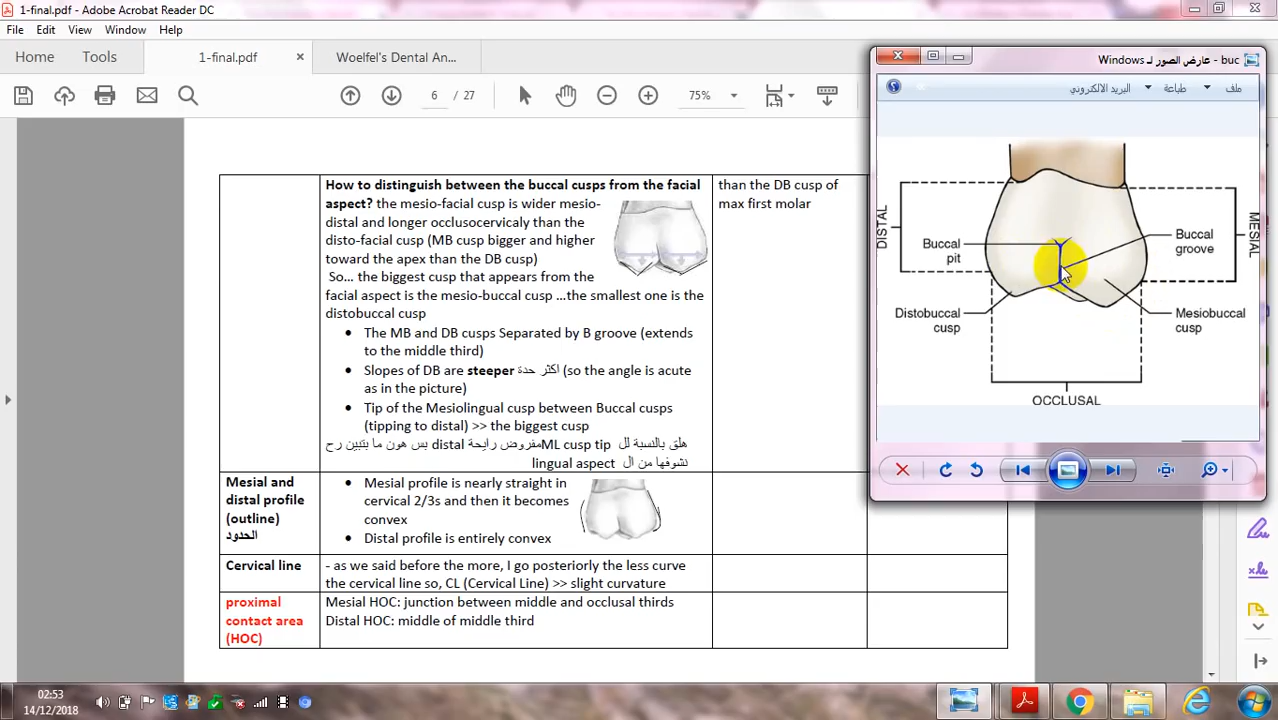 1-final.pdf - Adobe Acrobat Reader DC
File Edit View Window Help
Home Tools 1-final.pdf × Woelfel's Dental An...
6 / 27 75%
How to distinguish between the buccal cusps from the facial
aspect? the mesio-facial cusp is wider mesio-
distal and longer occlusocervicaly than the
disto-facial cusp (MB cusp bigger and higher
toward the apex than the DB cusp)
So... the biggest cusp that appears from the
facial aspect is the mesio-buccal cusp ...the smallest one is the
distobuccal cusp
• The MB and DB cusps Separated by B groove (extends
to the middle third)
• Slopes of DB are steeper اكثر حدة (so the angle is acute
as in the picture)
• Tip of the Mesiolingual cusp between Buccal cusps
(tipping to distal) >> the biggest cusp
هلق بالنسبة لل ML cusp tip مفروض رايحة distal بس هون ما بتبين رح
نشوفها من ال lingual aspect
than the DB cusp of
max first molar
Mesial and
distal profile
(outline)
الحدود
• Mesial profile is nearly straight in
cervical 2/3s and then it becomes
convex
• Distal profile is entirely convex
Cervical line
- as we said before the more, I go posteriorly the less curve
the cervical line so, CL (Cervical Line) >> slight curvature
proximal
contact area
(HOC)
Mesial HOC: junction between middle and occlusal thirds
Distal HOC: middle of middle third
buc - عارض الصور لـ Windows
ملف طباعة البريد الالكتروني
DISTAL
MESIAL
Buccal
pit
Buccal
groove
Distobuccal
cusp
Mesiobuccal
cusp
OCCLUSAL
02:53
14/12/2018